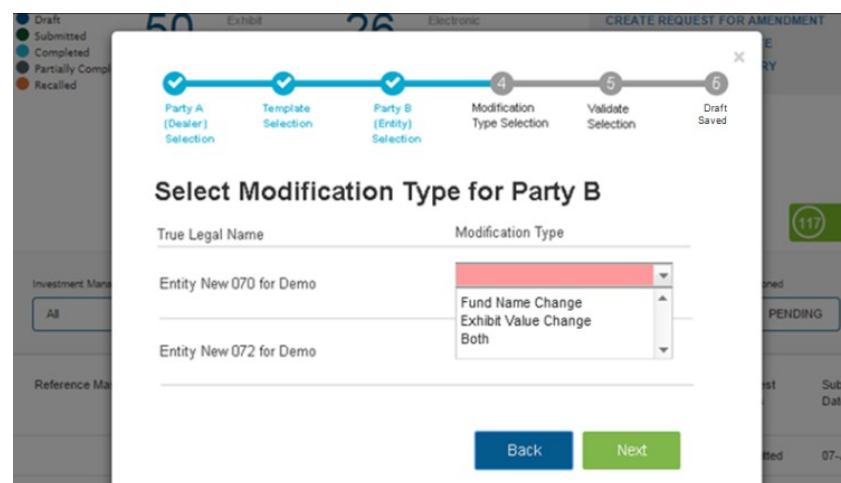 Draft
Submitted
Completed
Partially Compl
Recalled
50
Exhibit
26
Electronic
CREATE REQUEST FOR AMENDMENT
E
RY
×
4
5
6
Party A
(Dealer)
Selection
Template
Selection
Party B
(Entity)
Selection
Modification
Type Selection
Validate
Selection
Draft
Saved
Select Modification Type for Party B
True Legal Name
Modification Type
Entity New 070 for Demo
Fund Name Change
Exhibit Value Change
Both
Entity New 072 for Demo
Back
Next
117
Investment Mana
All
oned
PENDING
Reference Ma
est
Sub
Dat
itted
07-